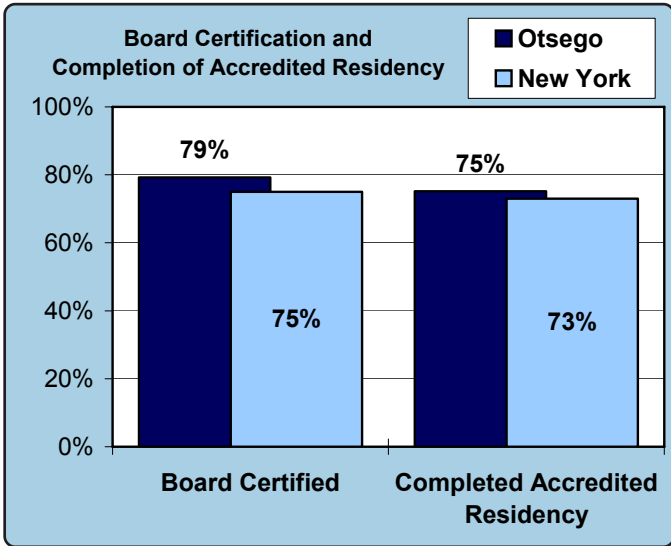 Board Certification and
Completion of Accredited Residency
Otsego
New York
100%
80%
60%
40%
20%
0%
79%
75%
75%
73%
Board Certified
Completed Accredited
Residency